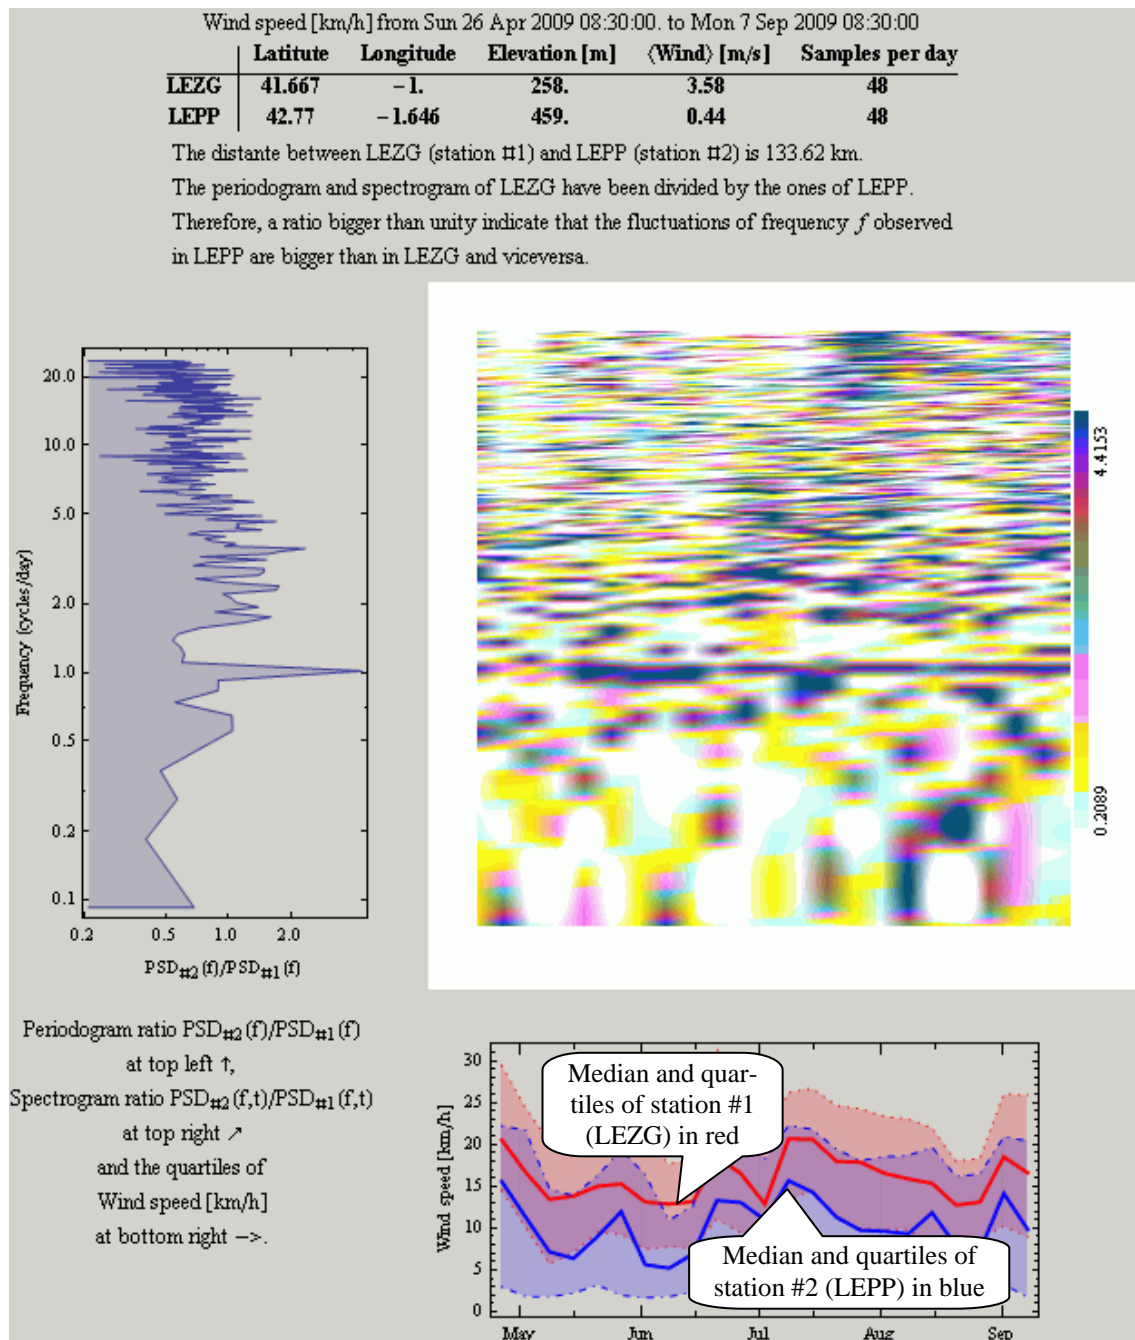 Wind speed [km/h] from Sun 26 Apr 2009 08:30:00. to Mon 7 Sep 2009 08:30:00
Latitute Longitude Elevation [m] ⟨Wind⟩ [m/s] Samples per day
LEZG 41.667 −1. 258. 3.58 48
LEPP 42.77 −1.646 459. 0.44 48
The distante between LEZG (station #1) and LEPP (station #2) is 133.62 km.
The periodogram and spectrogram of LEZG have been divided by the ones of LEPP.
Therefore, a ratio bigger than unity indicate that the fluctuations of frequency f observed
in LEPP are bigger than in LEZG and viceversa.
Frequency (cycles/day)
20.0
10.0
5.0
2.0
1.0
0.5
0.2
0.1
0.2 0.5 1.0 2.0
PSD#2(f)/PSD#1(f)
4.4153
0.2089
Periodogram ratio PSD#2(f)/PSD#1(f)
at top left ↑,
Spectrogram ratio PSD#2(f,t)/PSD#1(f,t)
at top right ↗
and the quartiles of
Wind speed [km/h]
at bottom right −>.
Wind speed [km/h]
30
25
20
15
10
5
0
Median and quar-
tiles of station #1
(LEZG) in red
Median and quartiles of
station #2 (LEPP) in blue
May Jun Jul Aug Sep